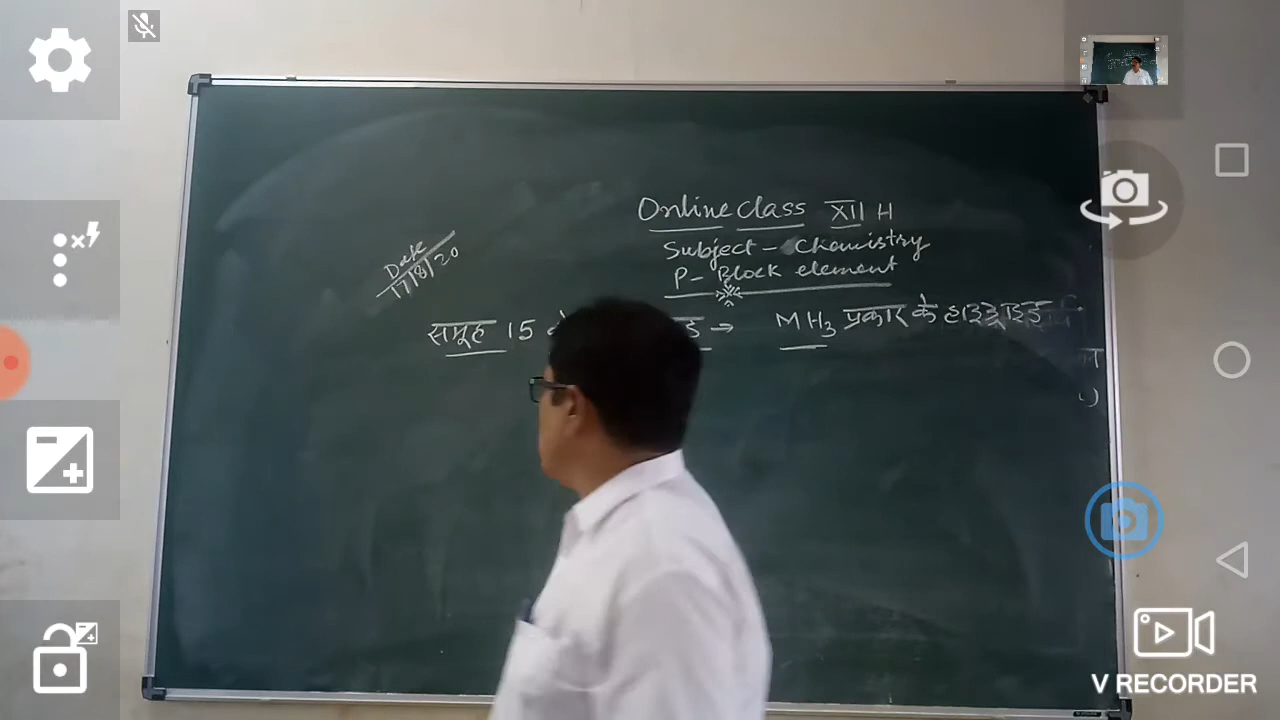 Online class XII H
Subject - Chemistry
P - Block element
Date
17/8/20
समूह 15 → MH3 प्रकार के हाइड्राइड
V RECORDER